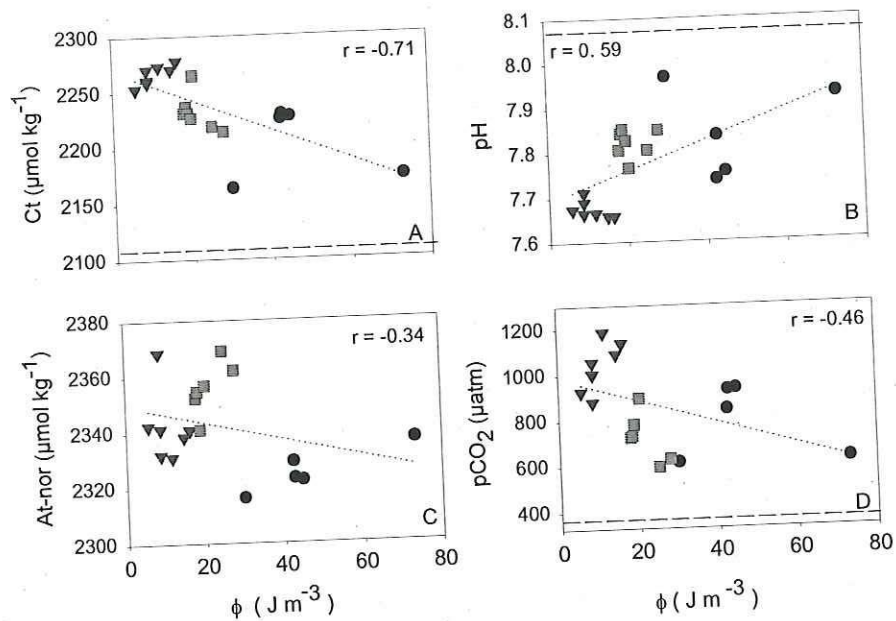 2300
2250
2200
2150
2100
Ct (µmol kg⁻¹)
r = -0.71
A
8.1
8.0
7.9
7.8
7.7
7.6
pH
r = 0.59
B
2380
2360
2340
2320
2300
At-nor (µmol kg⁻¹)
r = -0.34
C
0 20 40 60 80
ϕ ( J m⁻³)
1200
1000
800
600
400
pCO₂ (µatm)
r = -0.46
D
0 20 40 60 80
ϕ ( J m⁻³)